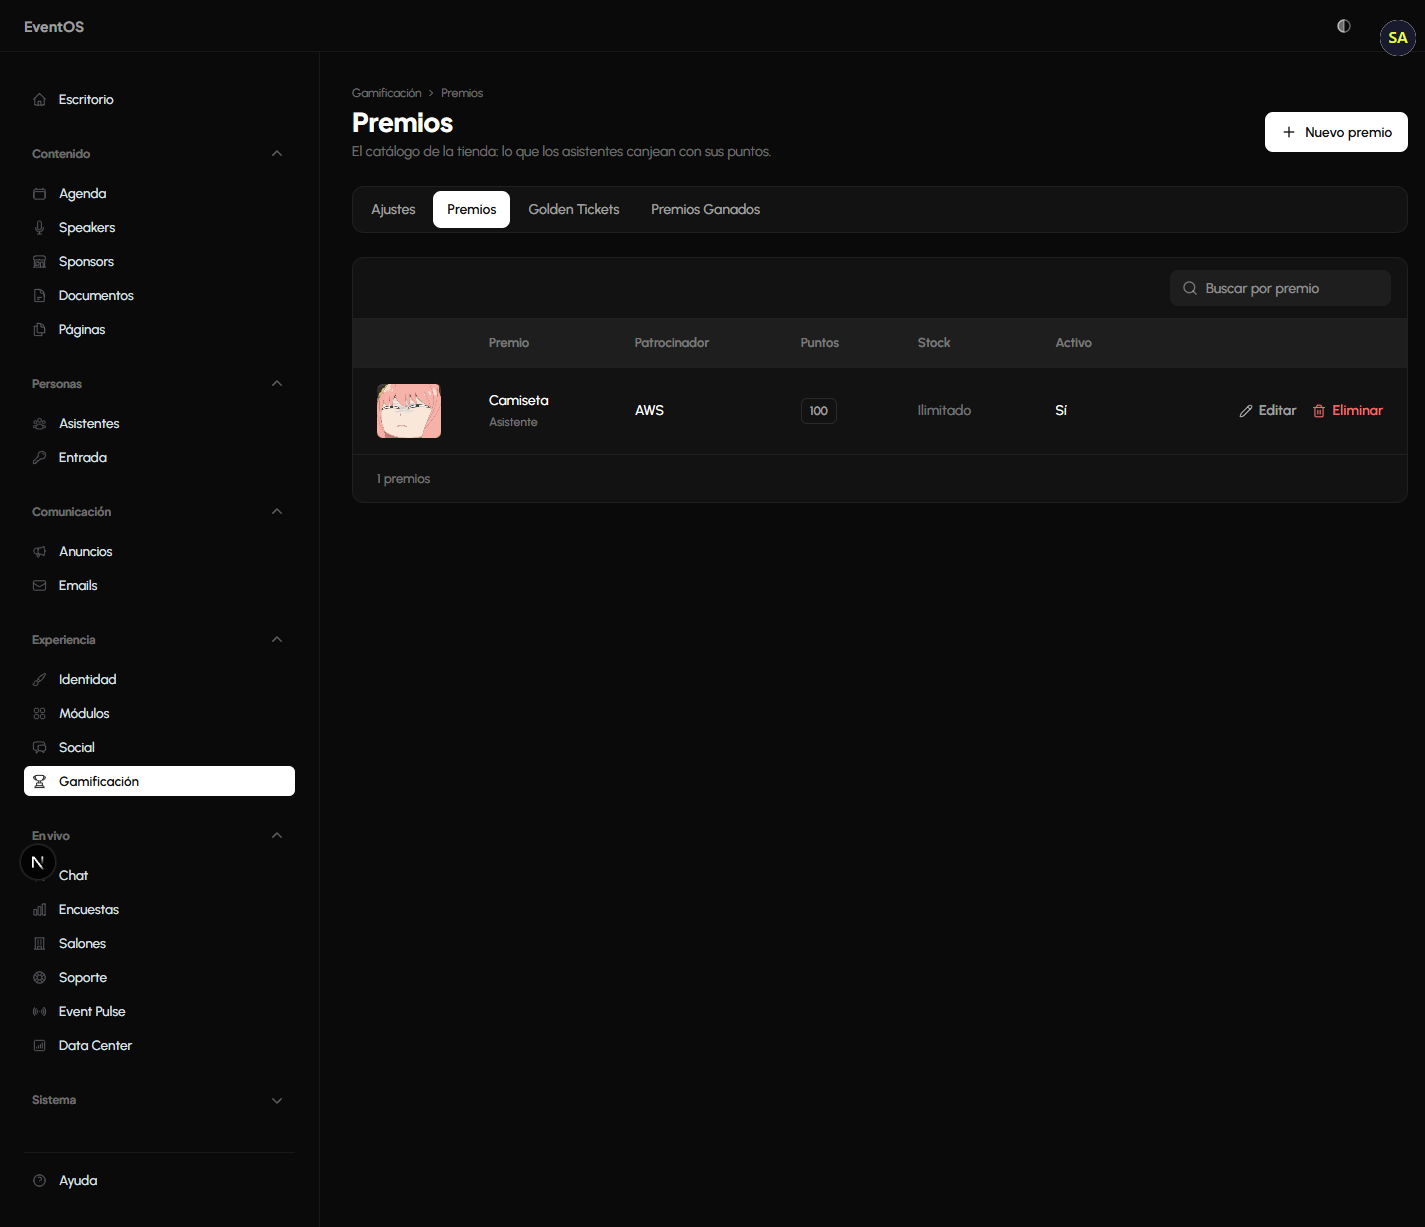 EventOS
SA
Escritorio
Contenido
Agenda
Speakers
Sponsors
Documentos
Páginas
Personas
Asistentes
Entrada
Comunicación
Anuncios
Emails
Experiencia
Identidad
Módulos
Social
Gamificación
En vivo
N
Chat
Encuestas
Salones
Soporte
Event Pulse
Data Center
Sistema
Ayuda
Gamificación > Premios
Premios
El catálogo de la tienda: lo que los asistentes canjean con sus puntos.
+ Nuevo premio
Ajustes Premios Golden Tickets Premios Ganados
Buscar por premio
Premio Patrocinador Puntos Stock Activo
Camiseta
Asistente
AWS 100 Ilimitado Sí Editar Eliminar
1 premios